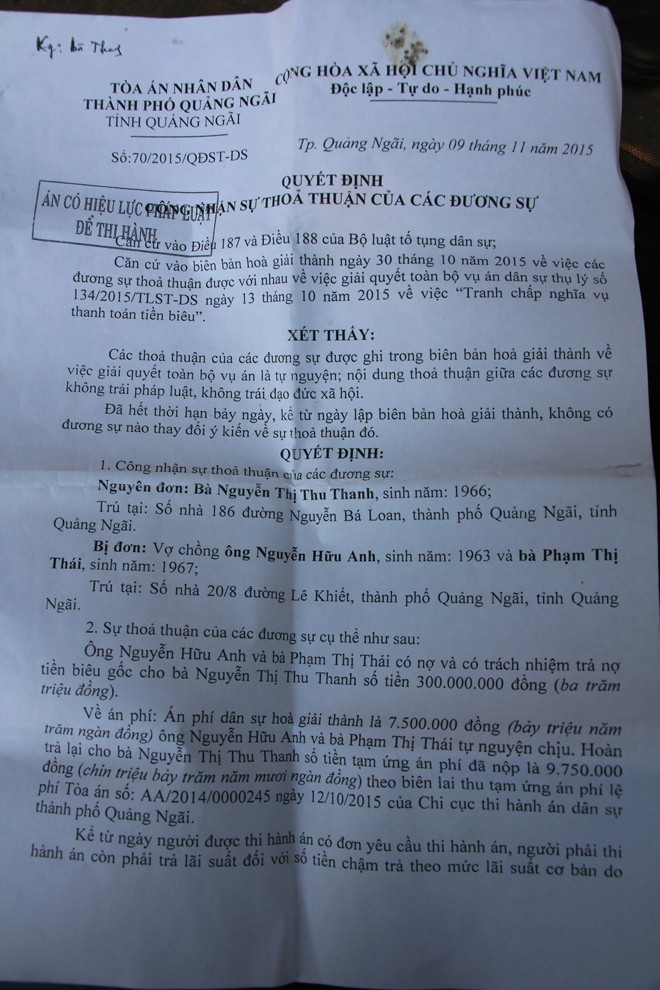 Kg: bà Thanh
TÒA ÁN NHÂN DÂN
THÀNH PHỐ QUẢNG NGÃI
TỈNH QUẢNG NGÃI
Số:70/2015/QĐST-DS
CỘNG HÒA XÃ HỘI CHỦ NGHĨA VIỆT NAM
Độc lập - Tự do - Hạnh phúc
Tp. Quảng Ngãi, ngày 09 tháng 11 năm 2015
ÁN CÓ HIỆU LỰC PHÁP LUẬT
ĐỂ THI HÀNH
QUYẾT ĐỊNH
CÔNG NHẬN SỰ THOẢ THUẬN CỦA CÁC ĐƯƠNG SỰ
Căn cứ vào Điều 187 và Điều 188 của Bộ luật tố tụng dân sự;
Căn cứ vào biên bản hoà giải thành ngày 30 tháng 10 năm 2015 về việc các
đương sự thoả thuận được với nhau về việc giải quyết toàn bộ vụ án dân sự thụ lý số
134/2015/TLST-DS ngày 13 tháng 10 năm 2015 về việc “Tranh chấp nghĩa vụ
thanh toán tiền biêu”.
XÉT THẤY:
Các thoả thuận của các đương sự được ghi trong biên bản hoà giải thành về
việc giải quyết toàn bộ vụ án là tự nguyện; nội dung thoả thuận giữa các đương sự
không trái pháp luật, không trái đạo đức xã hội.
Đã hết thời hạn bảy ngày, kể từ ngày lập biên bản hoà giải thành, không có
đương sự nào thay đổi ý kiến về sự thoả thuận đó.
QUYẾT ĐỊNH:
1. Công nhận sự thoả thuận của các đương sự:
Nguyên đơn: Bà Nguyễn Thị Thu Thanh, sinh năm: 1966;
Trú tại: Số nhà 186 đường Nguyễn Bá Loan, thành phố Quảng Ngãi, tỉnh
Quảng Ngãi.
Bị đơn: Vợ chồng ông Nguyễn Hữu Anh, sinh năm: 1963 và bà Phạm Thị
Thái, sinh năm: 1967;
Trú tại: Số nhà 20/8 đường Lê Khiết, thành phố Quảng Ngãi, tỉnh Quảng
Ngãi.
2. Sự thoả thuận của các đương sự cụ thể như sau:
Ông Nguyễn Hữu Anh và bà Phạm Thị Thái có nợ và có trách nhiệm trả nợ
tiền biêu gốc cho bà Nguyễn Thị Thu Thanh số tiền 300.000.000 đồng (ba trăm
triệu đồng).
Về án phí: Án phí dân sự hoà giải thành là 7.500.000 đồng (bảy triệu năm
trăm ngàn đồng) ông Nguyễn Hữu Anh và bà Phạm Thị Thái tự nguyện chịu. Hoàn
trả lại cho bà Nguyễn Thị Thu Thanh số tiền tạm ứng án phí đã nộp là 9.750.000
đồng (chín triệu bảy trăm năm mươi ngàn đồng) theo biên lai thu tạm ứng án phí lệ
phí Tòa án số: AA/2014/0000245 ngày 12/10/2015 của Chi cục thi hành án dân sự
thành phố Quảng Ngãi.
Kể từ ngày người được thi hành án có đơn yêu cầu thi hành án, người phải thi
hành án còn phải trả lãi suất đối với số tiền chậm trả theo mức lãi suất cơ bản do